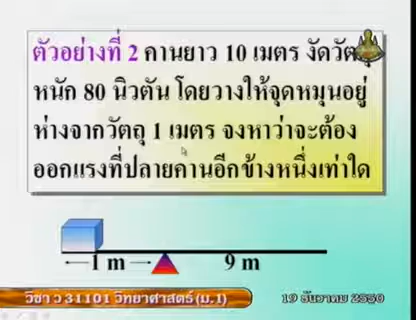 ตัวอย่างที่ 2 คานยาว 10 เมตร งัดวัตถุ
หนัก 80 นิวตัน โดยวางให้จุดหมุนอยู่
ห่างจากวัตถุ 1 เมตร จงหาว่าจะต้อง
ออกแรงที่ปลายคานอีกข้างหนึ่งเท่าใด
1 m 9 m
วิชา ว 31101 วิทยาศาสตร์ (ม.1) 19 ธันวาคม 2550